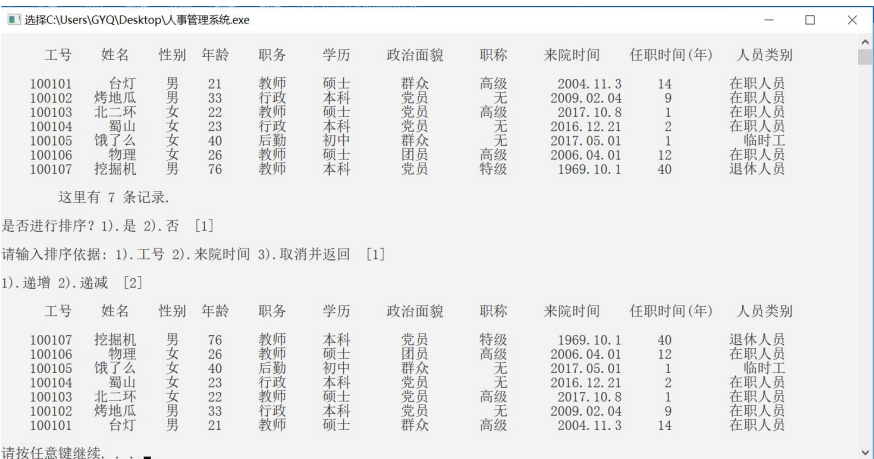 选择C:\Users\GYQ\Desktop\人事管理系统.exe
工号 姓名 性别 年龄 职务 学历 政治面貌 职称 来院时间 任职时间(年) 人员类别
100101 台灯 男 21 教师 硕士 群众 高级 2004.11.3 14 在职人员
100102 烤地瓜 男 33 行政 本科 党员 无 2009.02.04 9 在职人员
100103 北二环 女 22 教师 硕士 党员 高级 2017.10.8 1 在职人员
100104 蜀山 女 23 行政 本科 党员 无 2016.12.21 2 在职人员
100105 饿了么 女 40 后勤 初中 群众 无 2017.05.01 1 临时工
100106 物理 女 26 教师 硕士 团员 高级 2006.04.01 12 在职人员
100107 挖掘机 男 76 教师 本科 党员 特级 1969.10.1 40 退休人员
这里有 7 条记录.
是否进行排序? 1).是 2).否 [1]
请输入排序依据: 1).工号 2).来院时间 3).取消并返回 [1]
1).递增 2).递减 [2]
工号 姓名 性别 年龄 职务 学历 政治面貌 职称 来院时间 任职时间(年) 人员类别
100107 挖掘机 男 76 教师 本科 党员 特级 1969.10.1 40 退休人员
100106 物理 女 26 教师 硕士 团员 高级 2006.04.01 12 在职人员
100105 饿了么 女 40 后勤 初中 群众 无 2017.05.01 1 临时工
100104 蜀山 女 23 行政 本科 党员 无 2016.12.21 2 在职人员
100103 北二环 女 22 教师 硕士 党员 高级 2017.10.8 1 在职人员
100102 烤地瓜 男 33 行政 本科 党员 无 2009.02.04 9 在职人员
100101 台灯 男 21 教师 硕士 群众 高级 2004.11.3 14 在职人员
请按任意键继续. . .